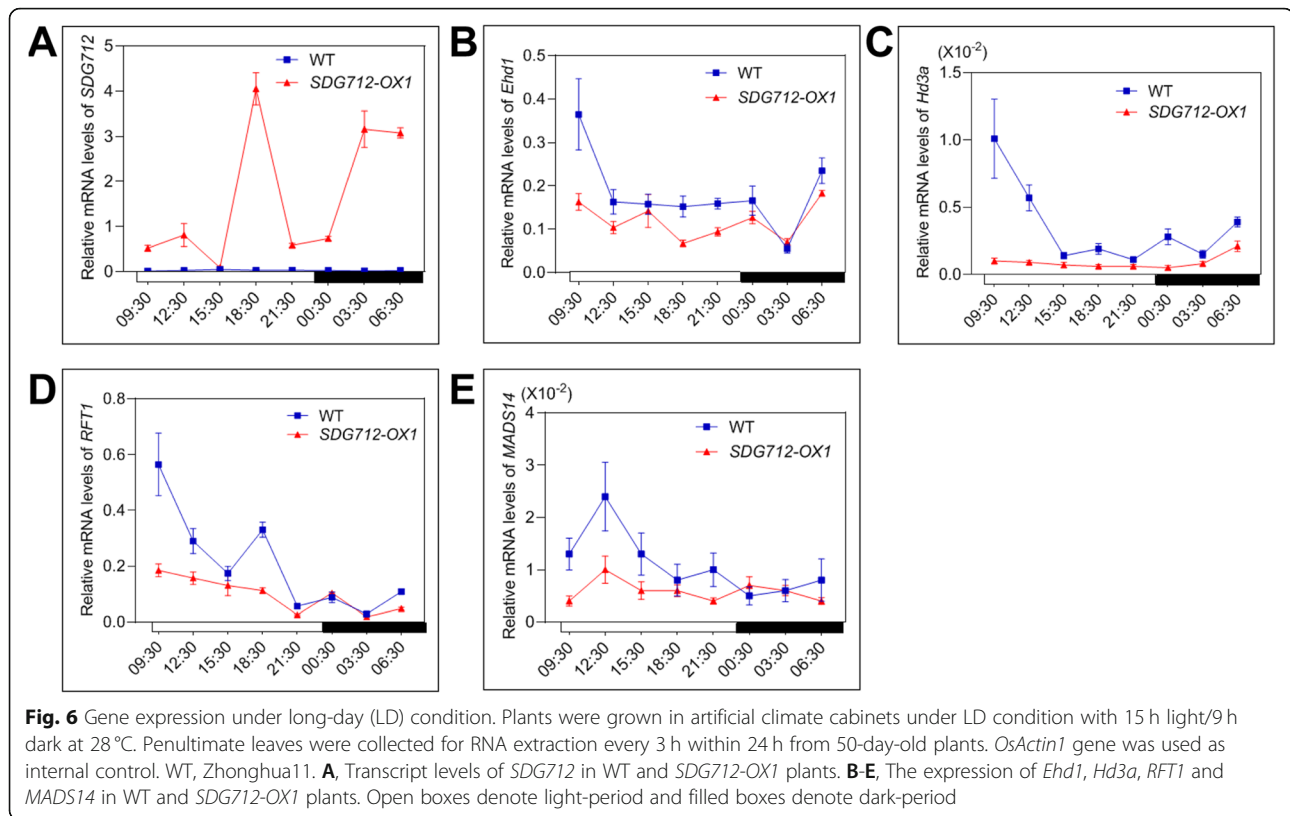 A
Relative mRNA levels of SDG712
5
4
3
2
1
0
WT
SDG712-OX1
09:30
12:30
15:30
18:30
21:30
00:30
03:30
06:30
B
Relative mRNA levels of Ehd1
0.5
0.4
0.3
0.2
0.1
0.0
WT
SDG712-OX1
09:30
12:30
15:30
18:30
21:30
00:30
03:30
06:30
C
(X10-2)
Relative mRNA levels of Hd3a
1.5
1.0
0.5
0.0
WT
SDG712-OX1
09:30
12:30
15:30
18:30
21:30
00:30
03:30
06:30
D
Relative mRNA levels of RFT1
0.8
0.6
0.4
0.2
0.0
WT
SDG712-OX1
09:30
12:30
15:30
18:30
21:30
00:30
03:30
06:30
E
(X10-2)
Relative mRNA levels of MADS14
4
3
2
1
0
WT
SDG712-OX1
09:30
12:30
15:30
18:30
21:30
00:30
03:30
06:30
Fig. 6 Gene expression under long-day (LD) condition. Plants were grown in artificial climate cabinets under LD condition with 15 h light/9 h
dark at 28 °C. Penultimate leaves were collected for RNA extraction every 3 h within 24 h from 50-day-old plants. OsActin1 gene was used as
internal control. WT, Zhonghua11. A, Transcript levels of SDG712 in WT and SDG712-OX1 plants. B-E, The expression of Ehd1, Hd3a, RFT1 and
MADS14 in WT and SDG712-OX1 plants. Open boxes denote light-period and filled boxes denote dark-period